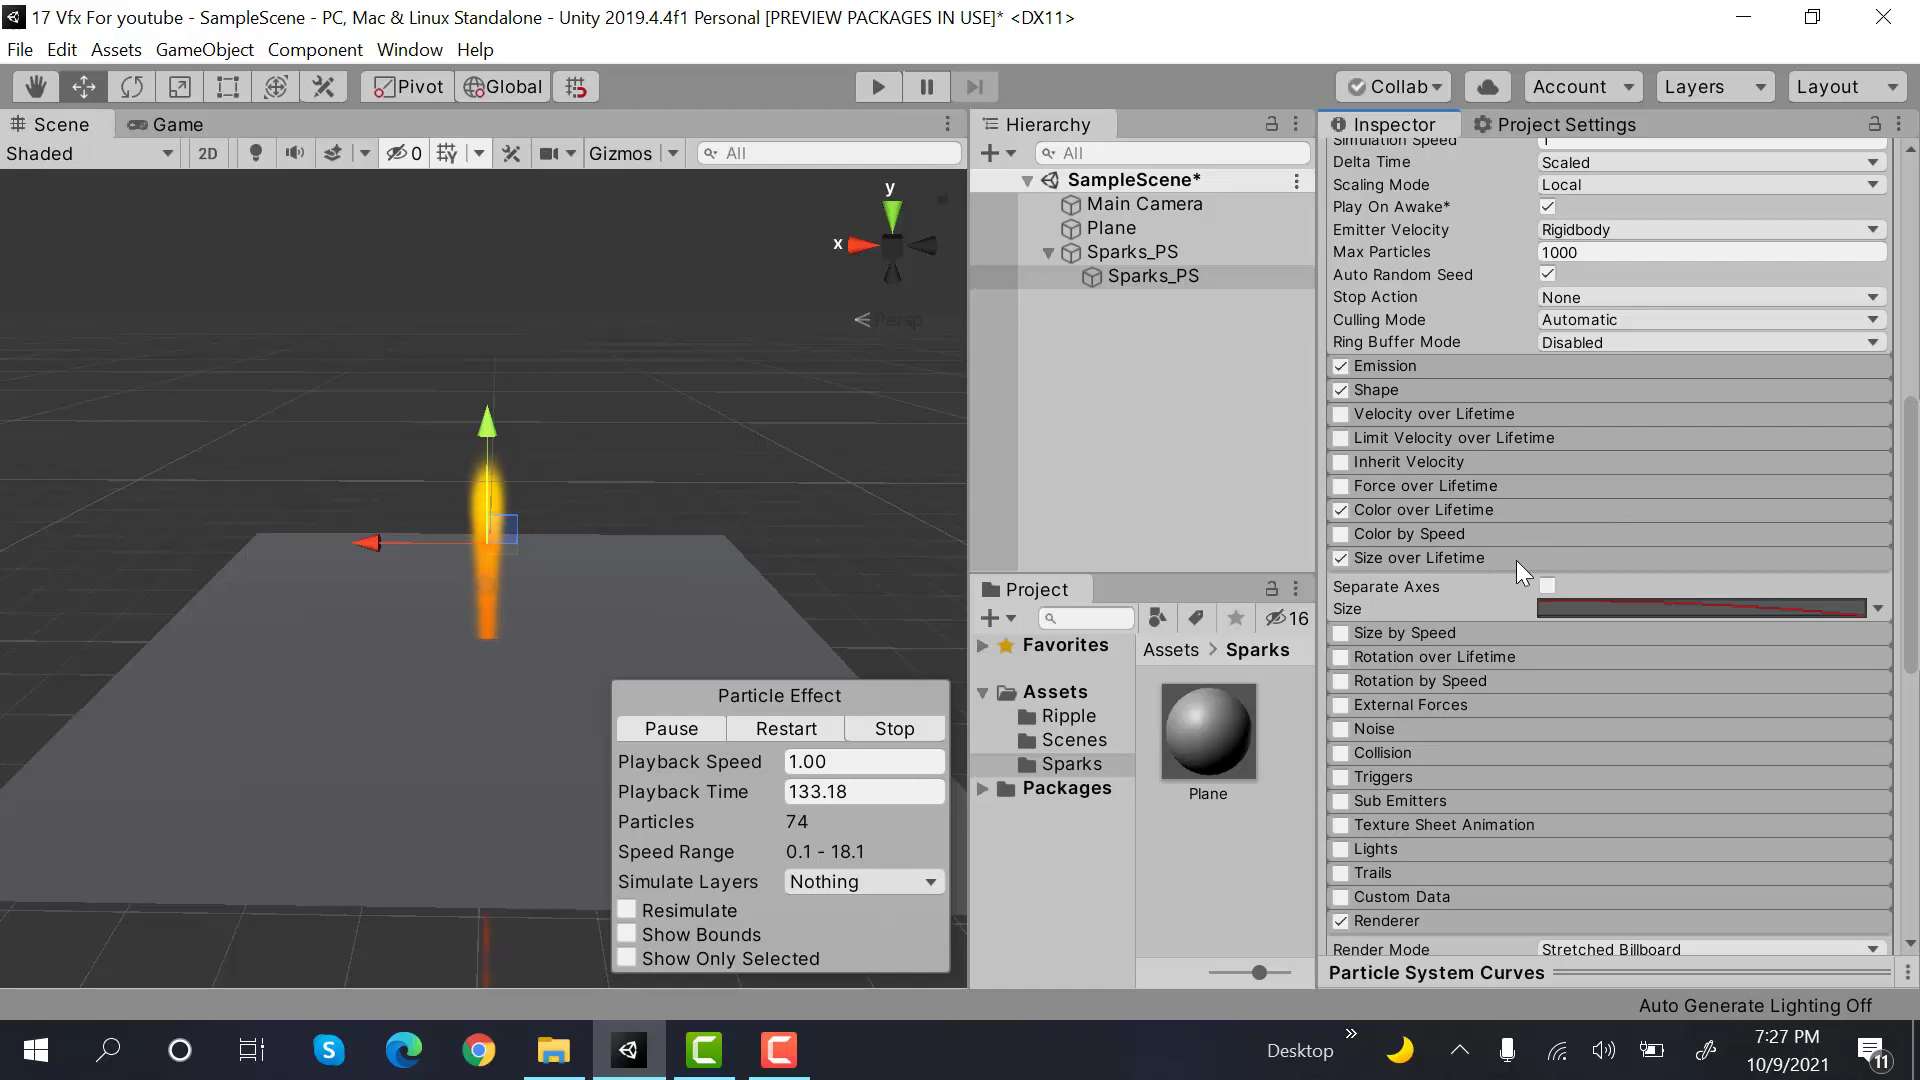 17 Vfx For youtube - SampleScene - PC, Mac & Linux Standalone - Unity 2019.4.4f1 Personal [PREVIEW PACKAGES IN USE]* <DX11>
File Edit Assets GameObject Component Window Help
Pivot Global Collab Account Layers Layout
Scene Game
Shaded 2D 0 Gizmos All
y
x
Persp
Particle Effect
Pause Restart Stop
Playback Speed 1.00
Playback Time 133.18
Particles 74
Speed Range 0.1 - 18.1
Simulate Layers Nothing
Resimulate
Show Bounds
Show Only Selected
Hierarchy
All
SampleScene*
Main Camera
Plane
Sparks_PS
Sparks_PS
Project
16
Favorites
Assets
Ripple
Scenes
Sparks
Packages
Assets > Sparks
Plane
Inspector Project Settings
Simulation Speed 1
Delta Time Scaled
Scaling Mode Local
Play On Awake*
Emitter Velocity Rigidbody
Max Particles 1000
Auto Random Seed
Stop Action None
Culling Mode Automatic
Ring Buffer Mode Disabled
Emission
Shape
Velocity over Lifetime
Limit Velocity over Lifetime
Inherit Velocity
Force over Lifetime
Color over Lifetime
Color by Speed
Size over Lifetime
Separate Axes
Size
Size by Speed
Rotation over Lifetime
Rotation by Speed
External Forces
Noise
Collision
Triggers
Sub Emitters
Texture Sheet Animation
Lights
Trails
Custom Data
Renderer
Render Mode Stretched Billboard
Particle System Curves
Auto Generate Lighting Off
Desktop
7:27 PM
10/9/2021
11